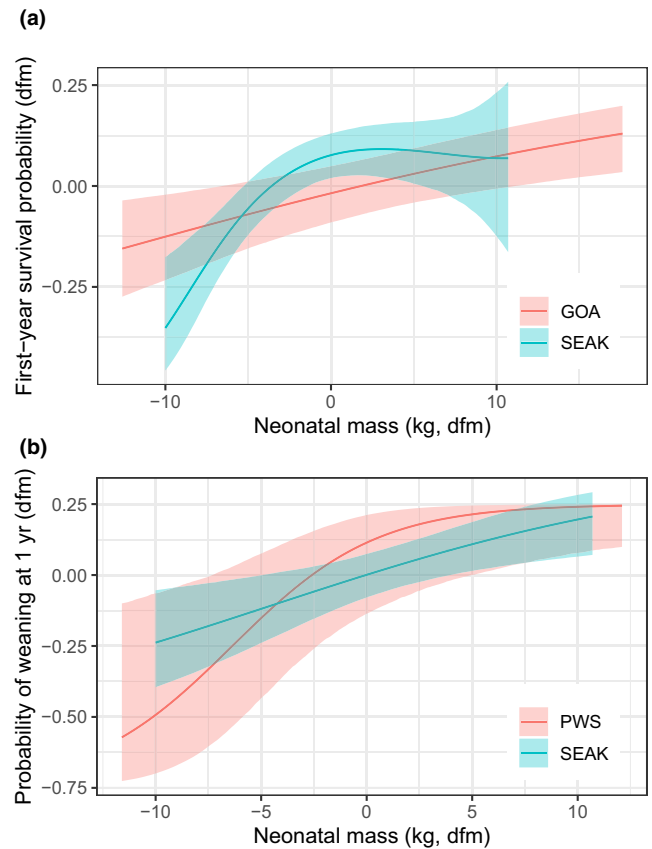 (a)
First−year survival probability (dfm)
0.25
0.00
−0.25
GOA
SEAK
−10
0
10
Neonatal mass (kg, dfm)
(b)
Probability of weaning at 1 yr (dfm)
0.25
0.00
−0.25
−0.50
−0.75
PWS
SEAK
−10
−5
0
5
10
Neonatal mass (kg, dfm)